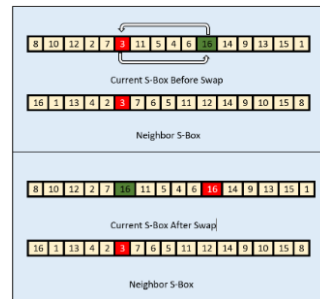 8 10 12 2 7 3 11 5 4 6 16 14 9 13 15 1
Current S-Box Before Swap
16 1 13 4 2 3 7 6 5 11 12 14 9 10 15 8
Neighbor S-Box
8 10 12 2 7 16 11 5 4 6 16 14 9 13 15 1
Current S-Box After Swap
16 1 13 4 2 3 7 6 5 11 12 14 9 10 15 8
Neighbor S-Box